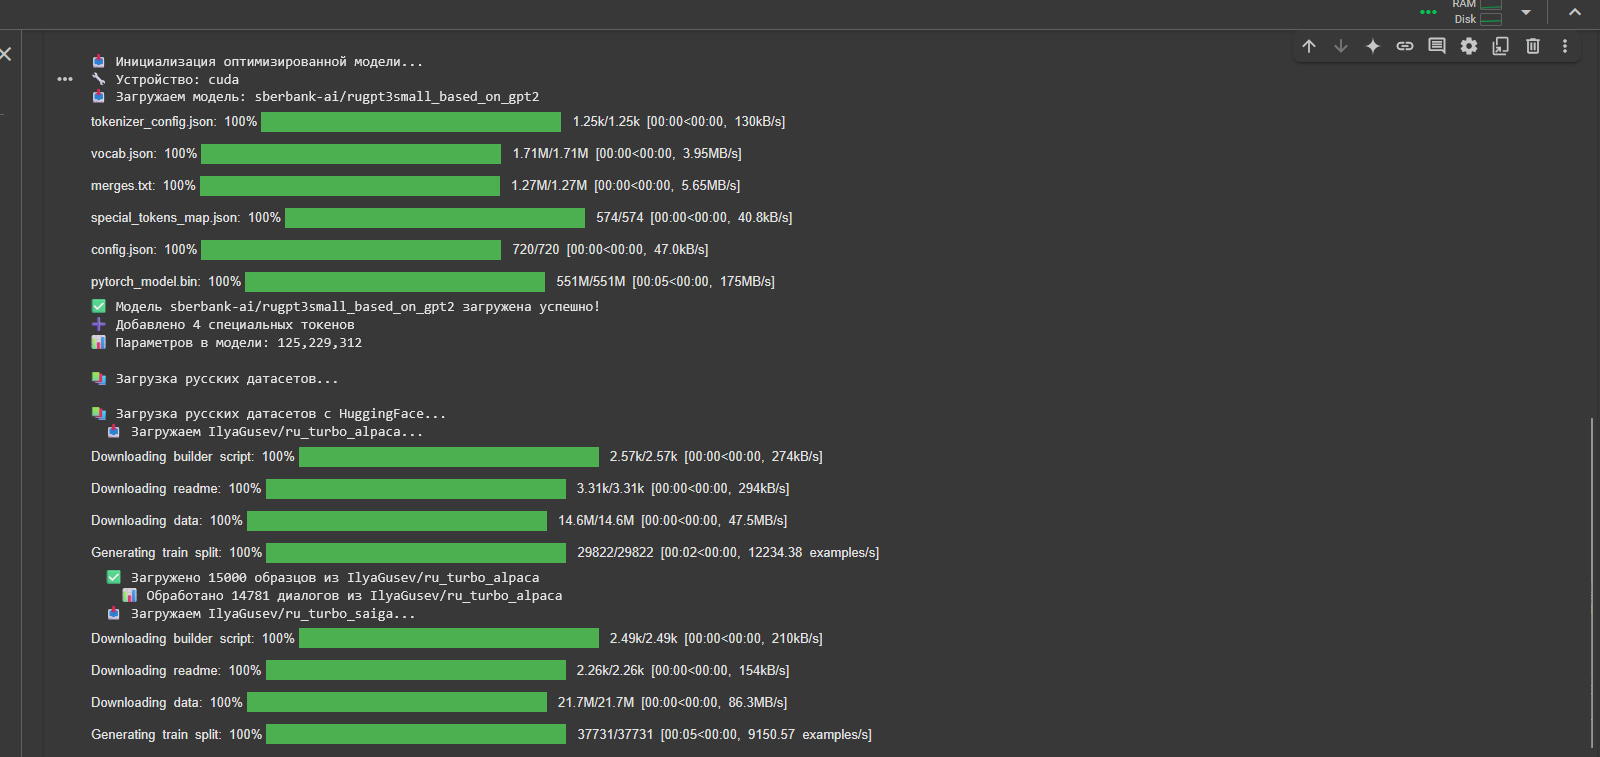 RAM
Disk
Инициализация оптимизированной модели...
Устройство: cuda
Загружаем модель: sberbank-ai/rugpt3small_based_on_gpt2
tokenizer_config.json: 100% 1.25k/1.25k [00:00<00:00, 130kB/s]
vocab.json: 100% 1.71M/1.71M [00:00<00:00, 3.95MB/s]
merges.txt: 100% 1.27M/1.27M [00:00<00:00, 5.65MB/s]
special_tokens_map.json: 100% 574/574 [00:00<00:00, 40.8kB/s]
config.json: 100% 720/720 [00:00<00:00, 47.0kB/s]
pytorch_model.bin: 100% 551M/551M [00:05<00:00, 175MB/s]
✅ Модель sberbank-ai/rugpt3small_based_on_gpt2 загружена успешно!
➕ Добавлено 4 специальных токенов
📊 Параметров в модели: 125,229,312
📚 Загрузка русских датасетов...
📚 Загрузка русских датасетов с HuggingFace...
📥 Загружаем IlyaGusev/ru_turbo_alpaca...
Downloading builder script: 100% 2.57k/2.57k [00:00<00:00, 274kB/s]
Downloading readme: 100% 3.31k/3.31k [00:00<00:00, 294kB/s]
Downloading data: 100% 14.6M/14.6M [00:00<00:00, 47.5MB/s]
Generating train split: 100% 29822/29822 [00:02<00:00, 12234.38 examples/s]
✅ Загружено 15000 образцов из IlyaGusev/ru_turbo_alpaca
📊 Обработано 14781 диалогов из IlyaGusev/ru_turbo_alpaca
📥 Загружаем IlyaGusev/ru_turbo_saiga...
Downloading builder script: 100% 2.49k/2.49k [00:00<00:00, 210kB/s]
Downloading readme: 100% 2.26k/2.26k [00:00<00:00, 154kB/s]
Downloading data: 100% 21.7M/21.7M [00:00<00:00, 86.3MB/s]
Generating train split: 100% 37731/37731 [00:05<00:00, 9150.57 examples/s]